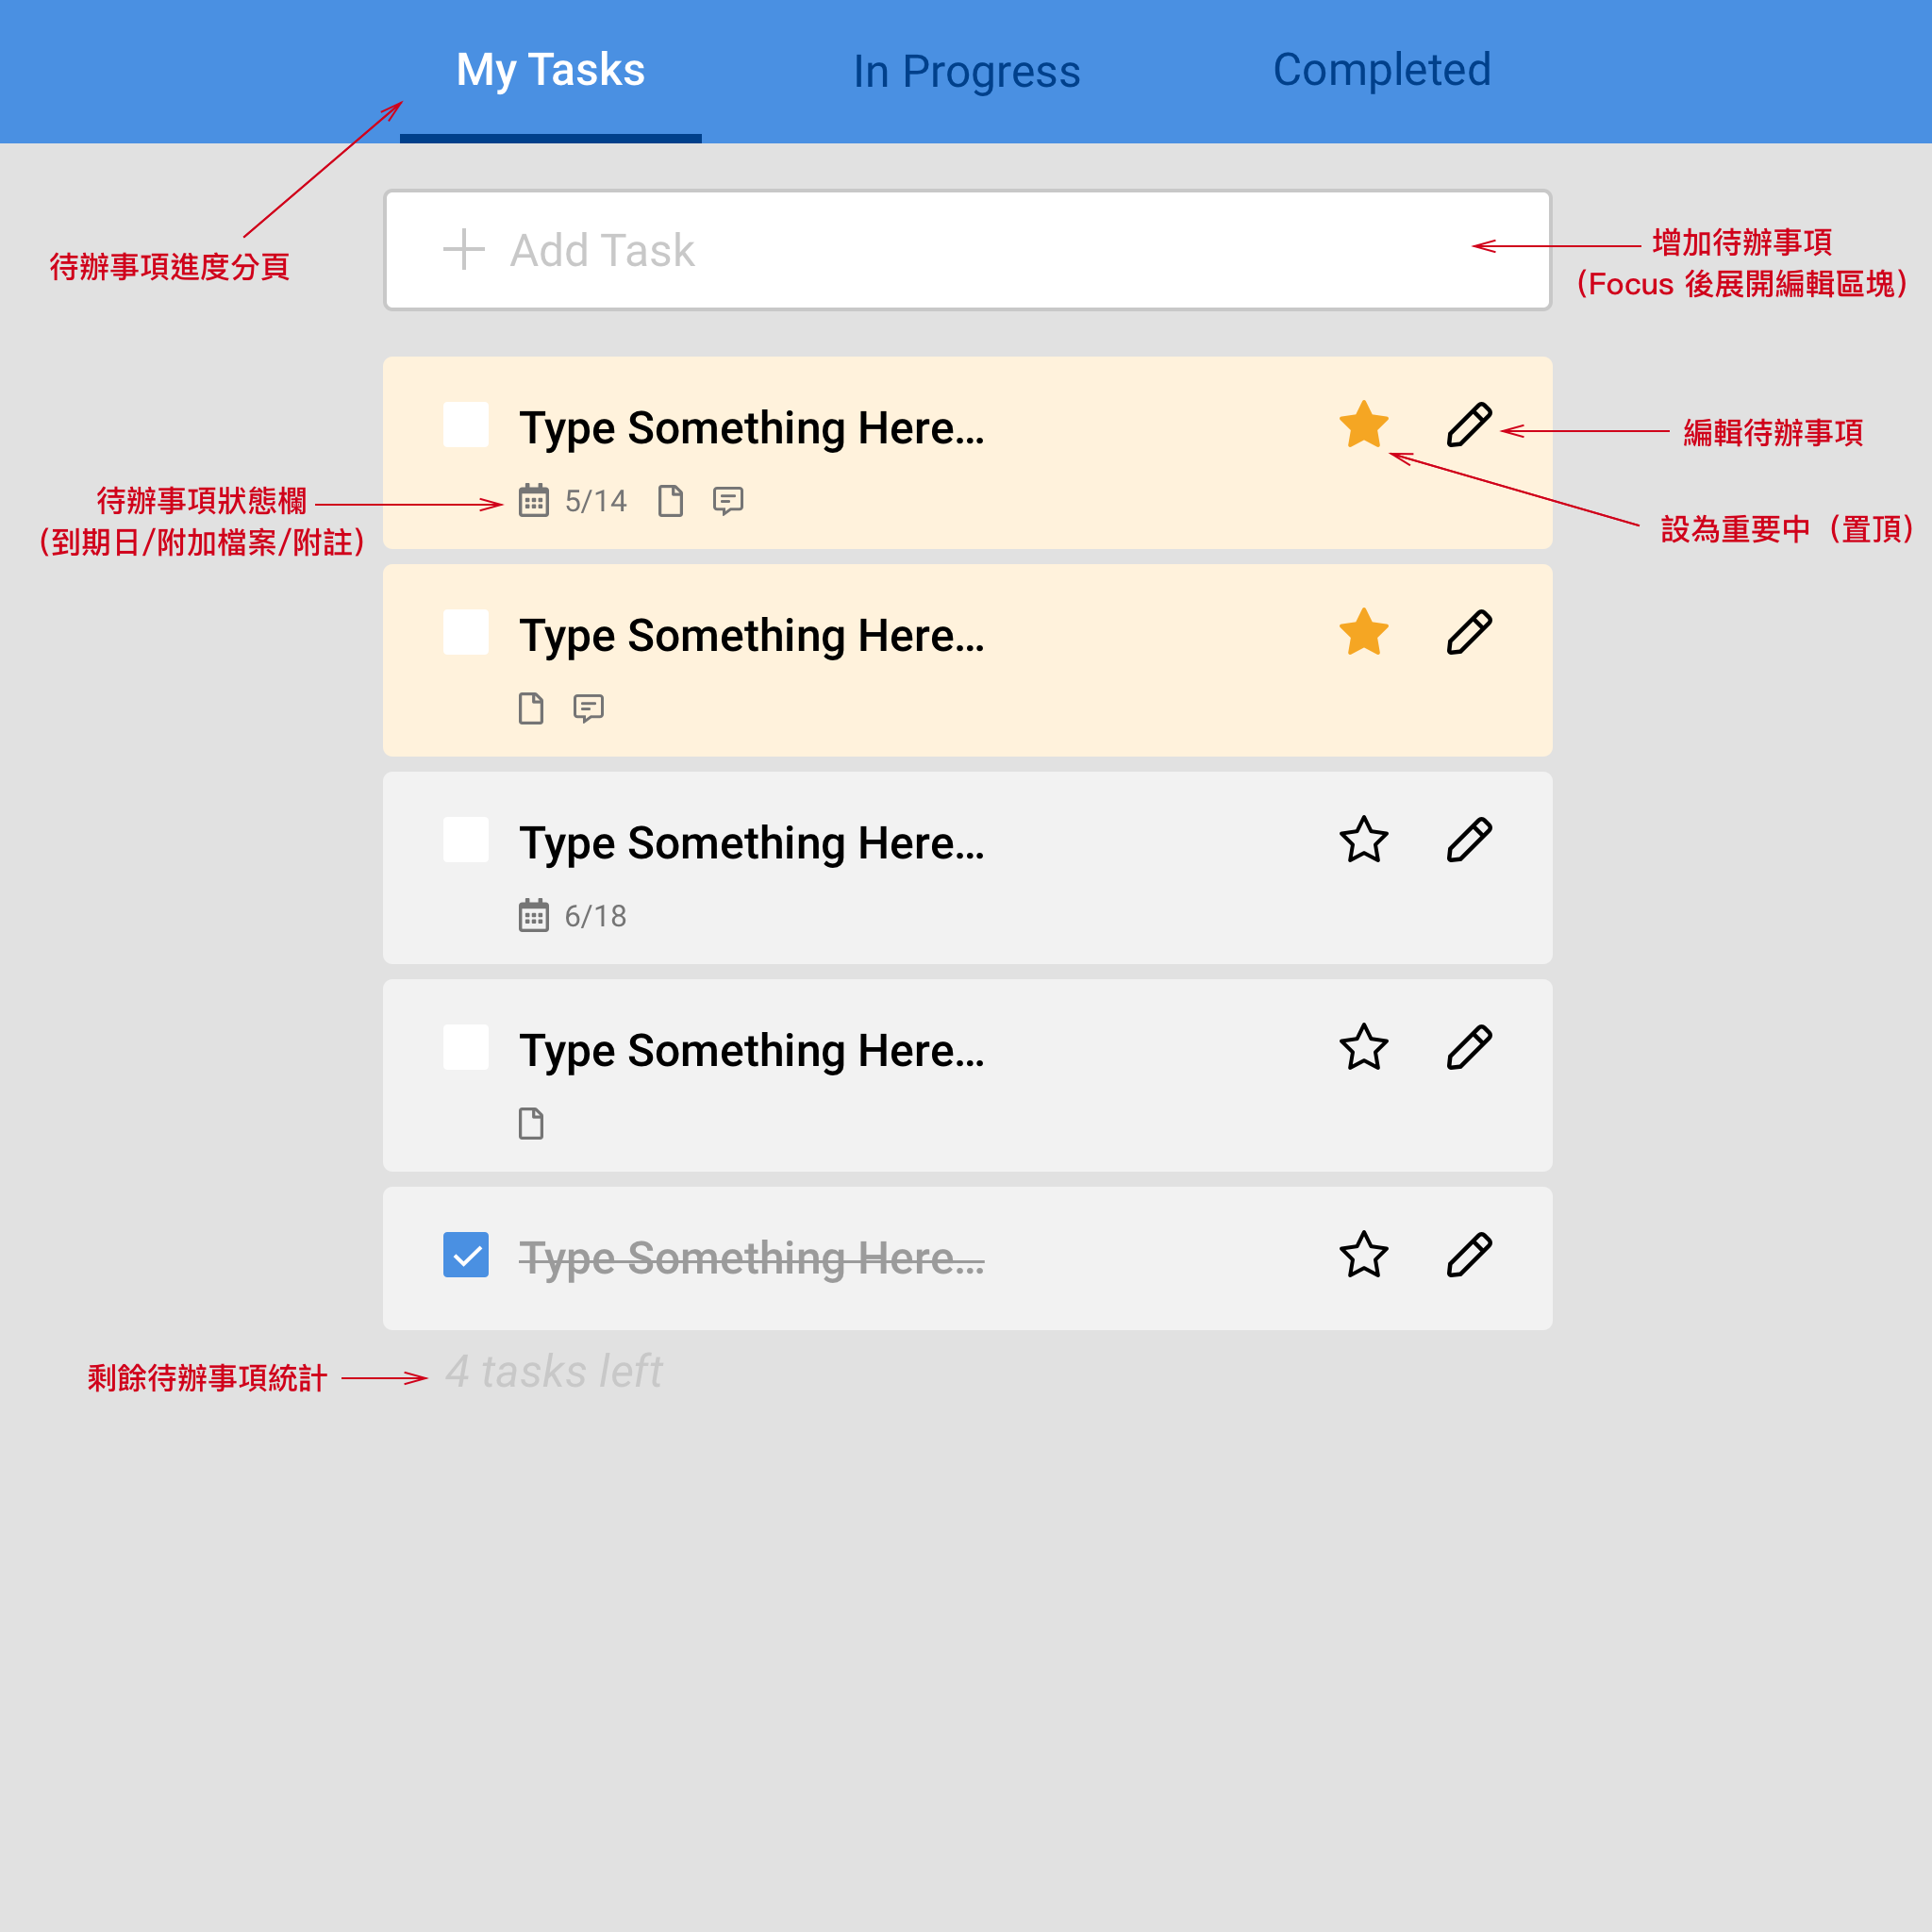 My Tasks
In Progress
Completed
待辦事項進度分頁
Add Task
增加待辦事項
（Focus 後展開編輯區塊）
Type Something Here...
編輯待辦事項
待辦事項狀態欄
（到期日/附加檔案/附註）
5/14
設為重要中（置頂）
Type Something Here...
Type Something Here...
6/18
Type Something Here...
Type Something Here...
剩餘待辦事項統計
4 tasks left